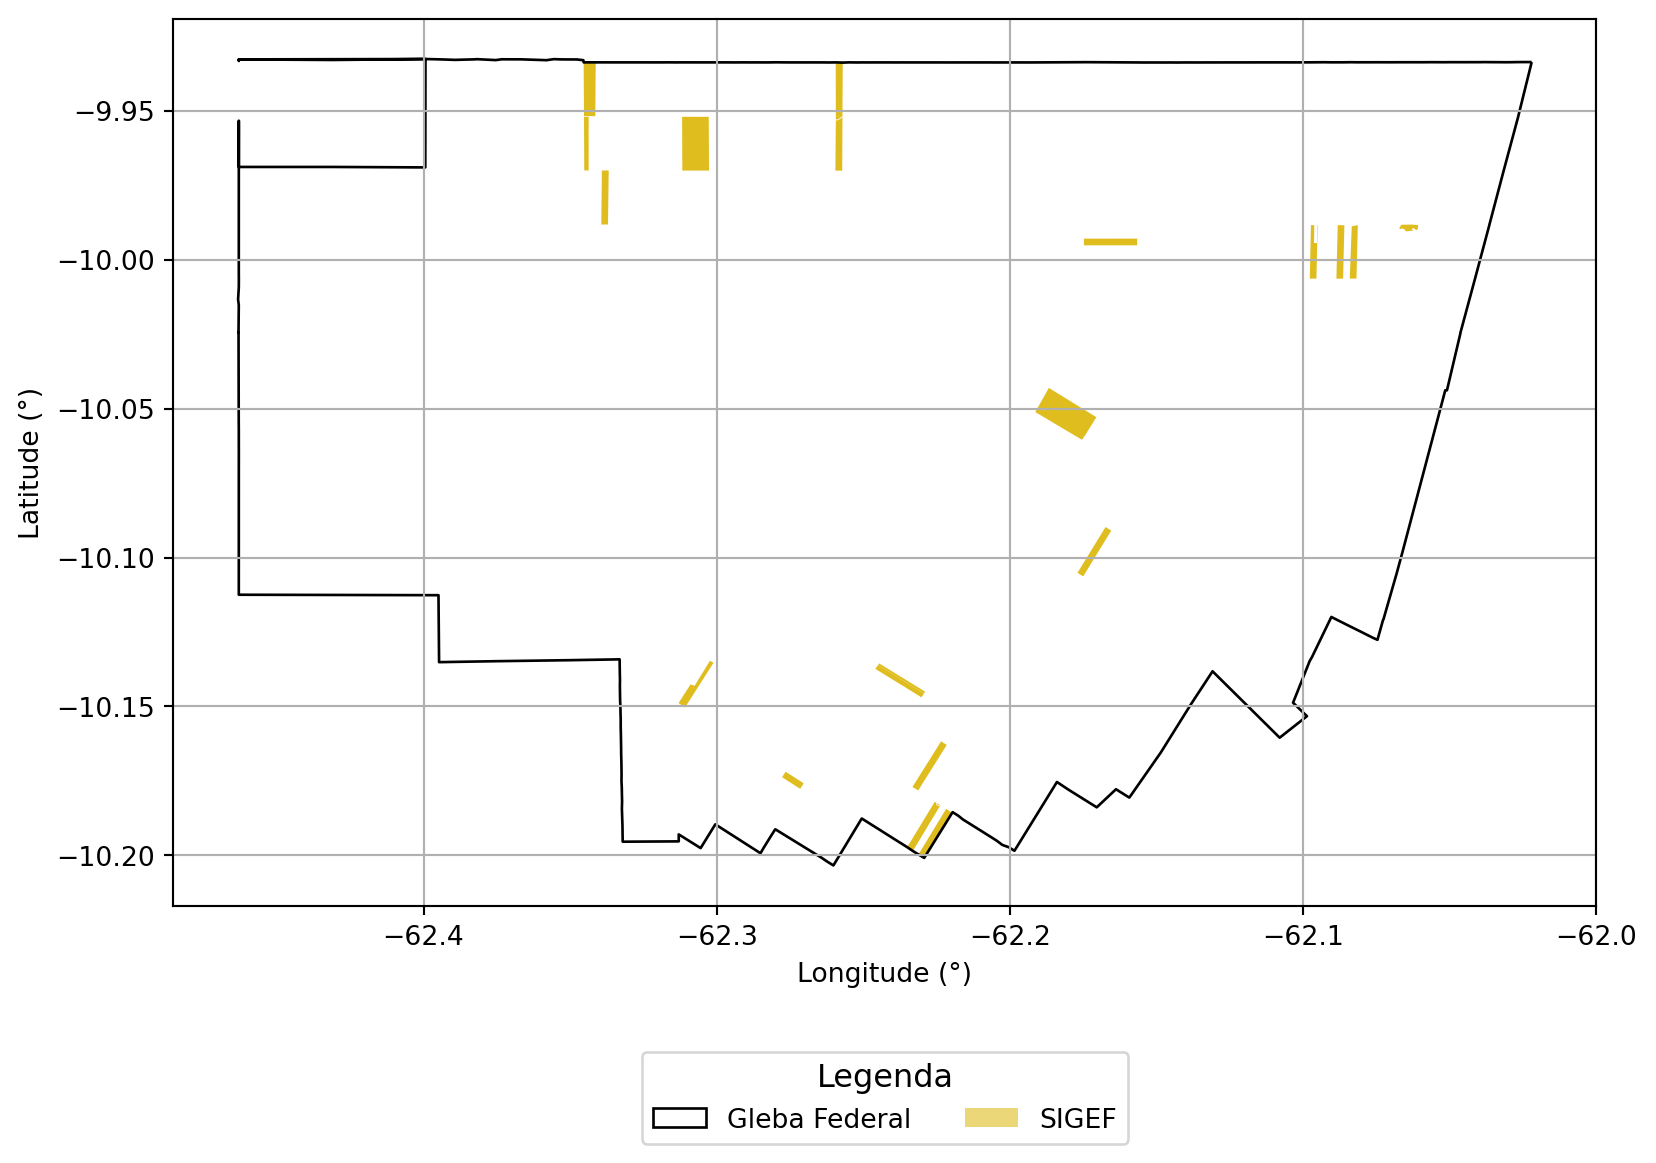 −9.95
−10.00
−10.05
−10.10
−10.15
−10.20
Latitude (°)
−62.4 −62.3 −62.2 −62.1 −62.0
Longitude (°)
Legenda
Gleba Federal SIGEF